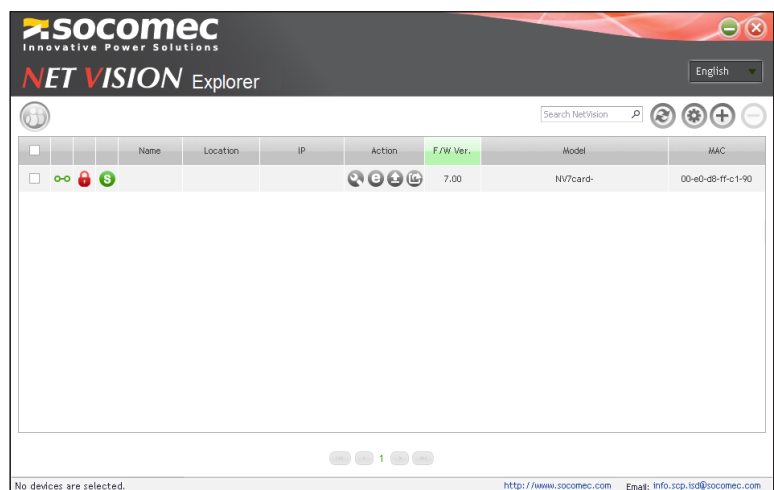 socomec
Innovative Power Solutions
NET VISION Explorer
English
Search NetVision
Name Location IP Action F/W Ver. Model MAC
S e 7.00 NV7card- 00-e0-d8-ff-c1-90
1
No devices are selected. http://www.socomec.com Email: info.scp.isd@socomec.com